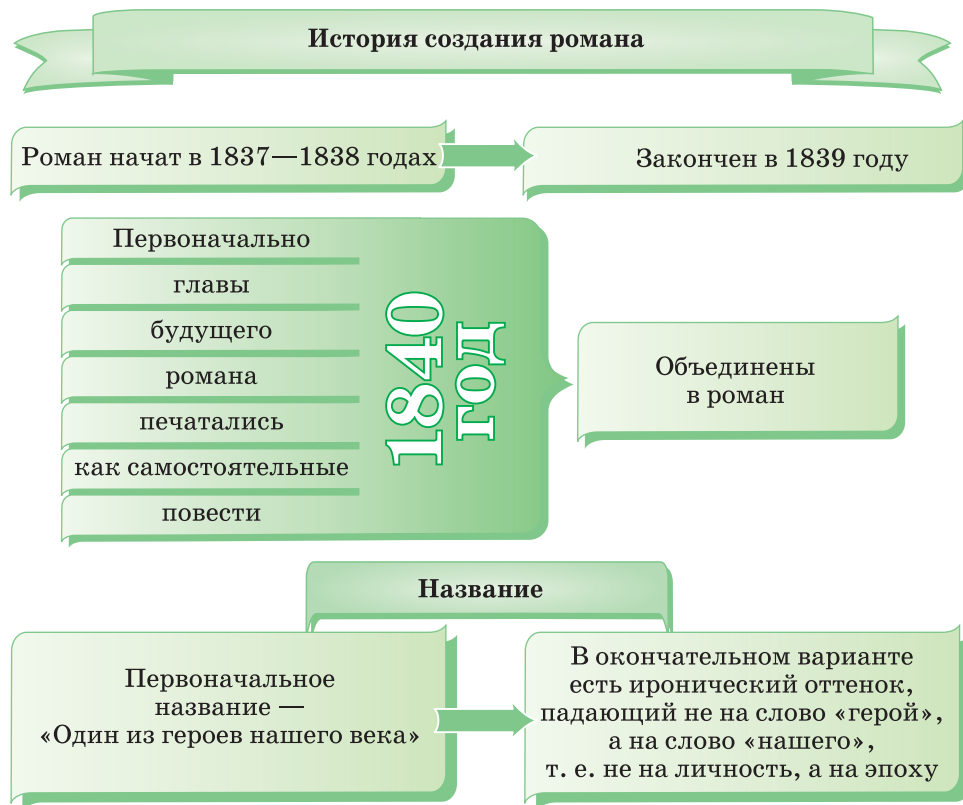 История создания романа
Роман начат в 1837—1838 годах
Закончен в 1839 году
Первоначально
главы
будущего
романа
печатались
как самостоятельные
повести
1840
год
Объединены
в роман
Название
Первоначальное
название —
«Один из героев нашего века»
В окончательном варианте
есть иронический оттенок,
падающий не на слово «герой»,
а на слово «нашего»,
т. е. не на личность, а на эпоху